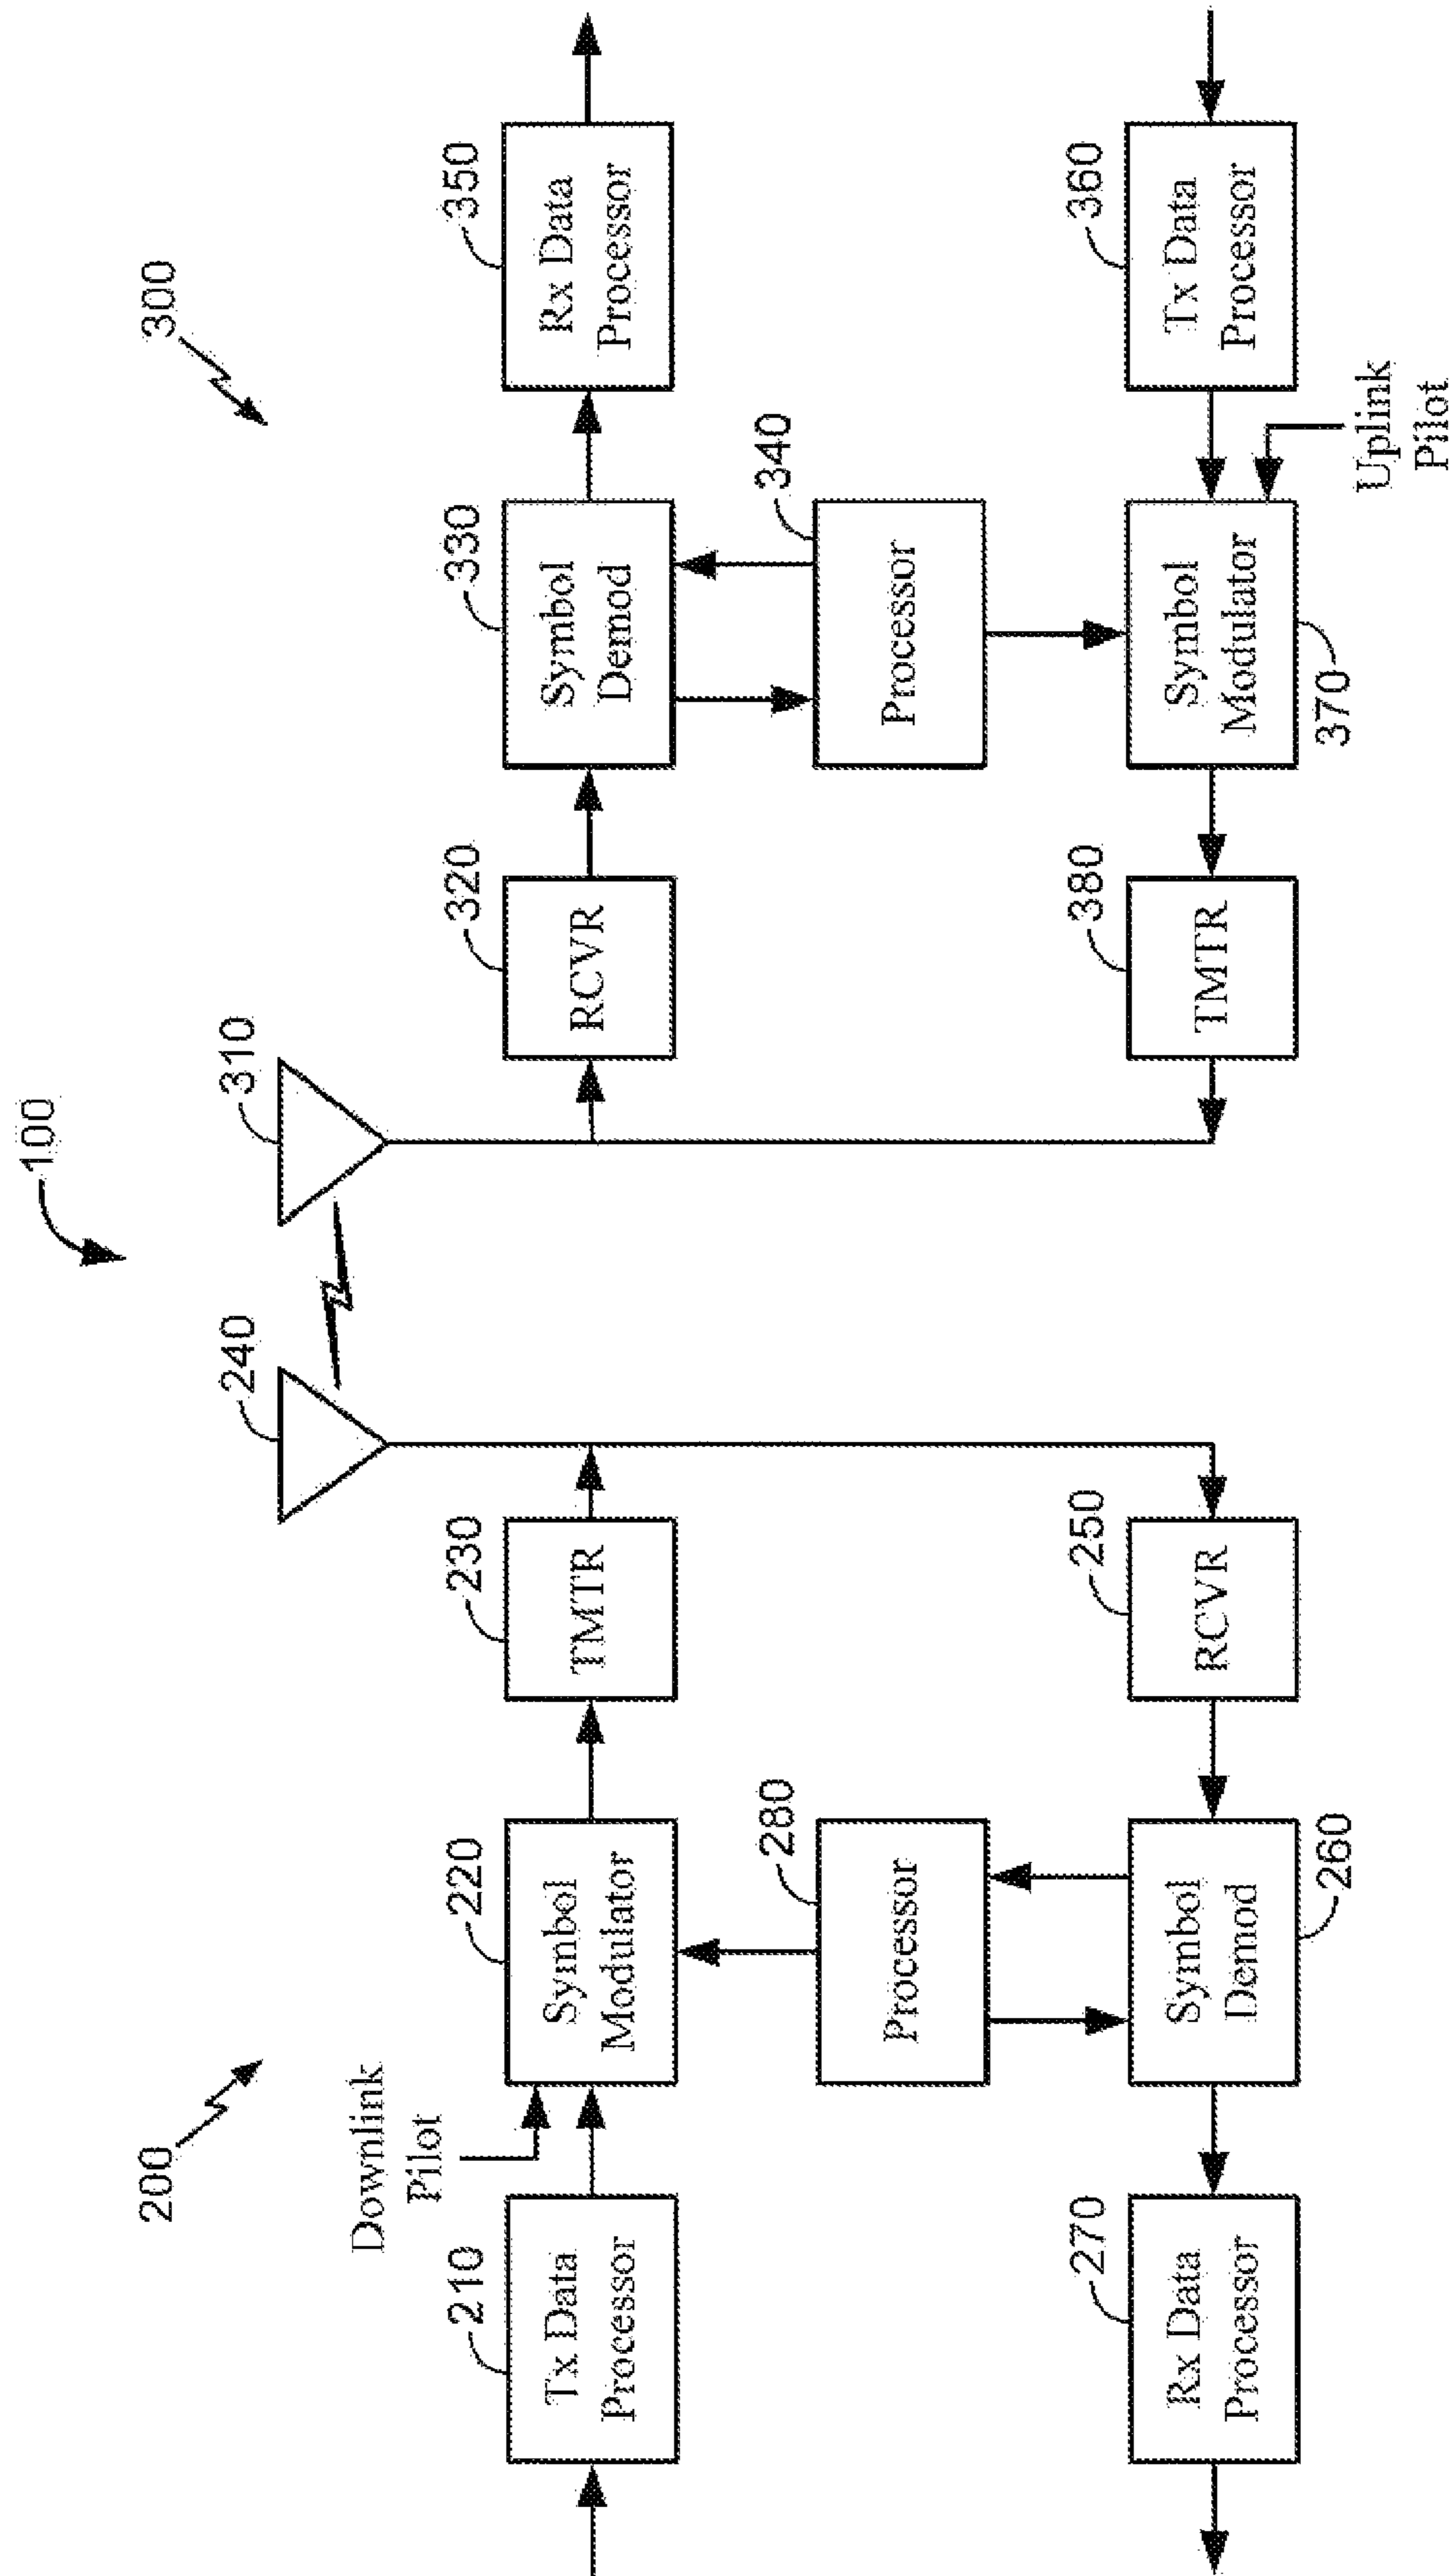 100
200
300
Downlink
Pilot
210
Tx Data
Processor
220
Symbol
Modulator
230
TMTR
240
310
320
RCVR
330
Symbol
Demod
350
Rx Data
Processor
280
Processor
340
Processor
270
Rx Data
Processor
260
Symbol
Demod
250
RCVR
380
TMTR
370
Symbol
Modulator
360
Tx Data
Processor
Uplink
Pilot